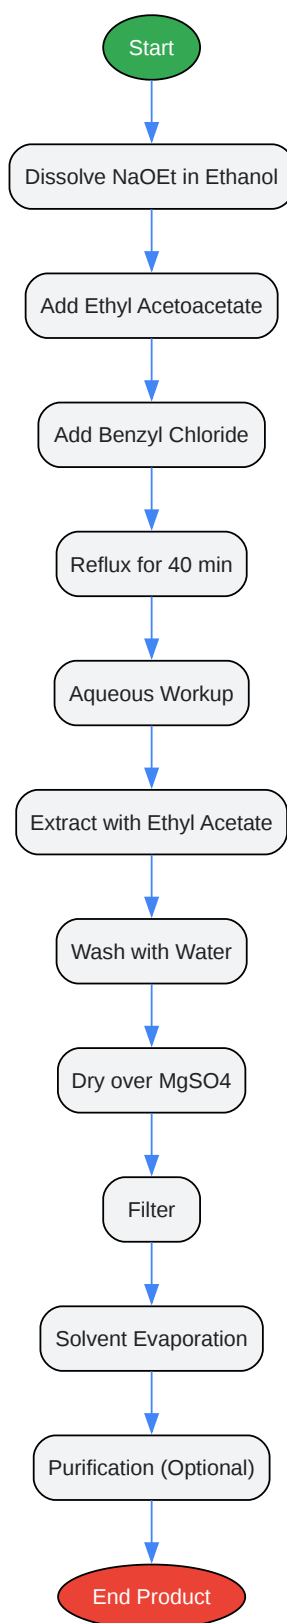 Start
Dissolve NaOEt in Ethanol
Add Ethyl Acetoacetate
Add Benzyl Chloride
Reflux for 40 min
Aqueous Workup
Extract with Ethyl Acetate
Wash with Water
Dry over MgSO4
Filter
Solvent Evaporation
Purification (Optional)
End Product